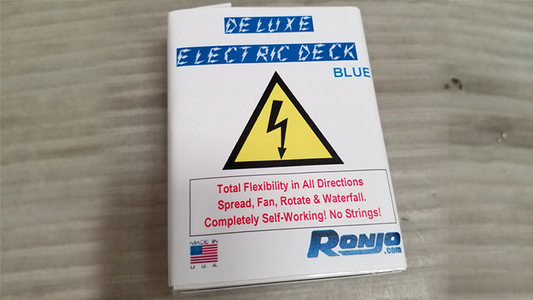 DELUXE
ELECTRIC DECK
BLUE
Total Flexibility in All Directions
Spread, Fan, Rotate & Waterfall.
Completely Self-Working! No Strings!
MADE IN
U.S.A.
RONJO
.com